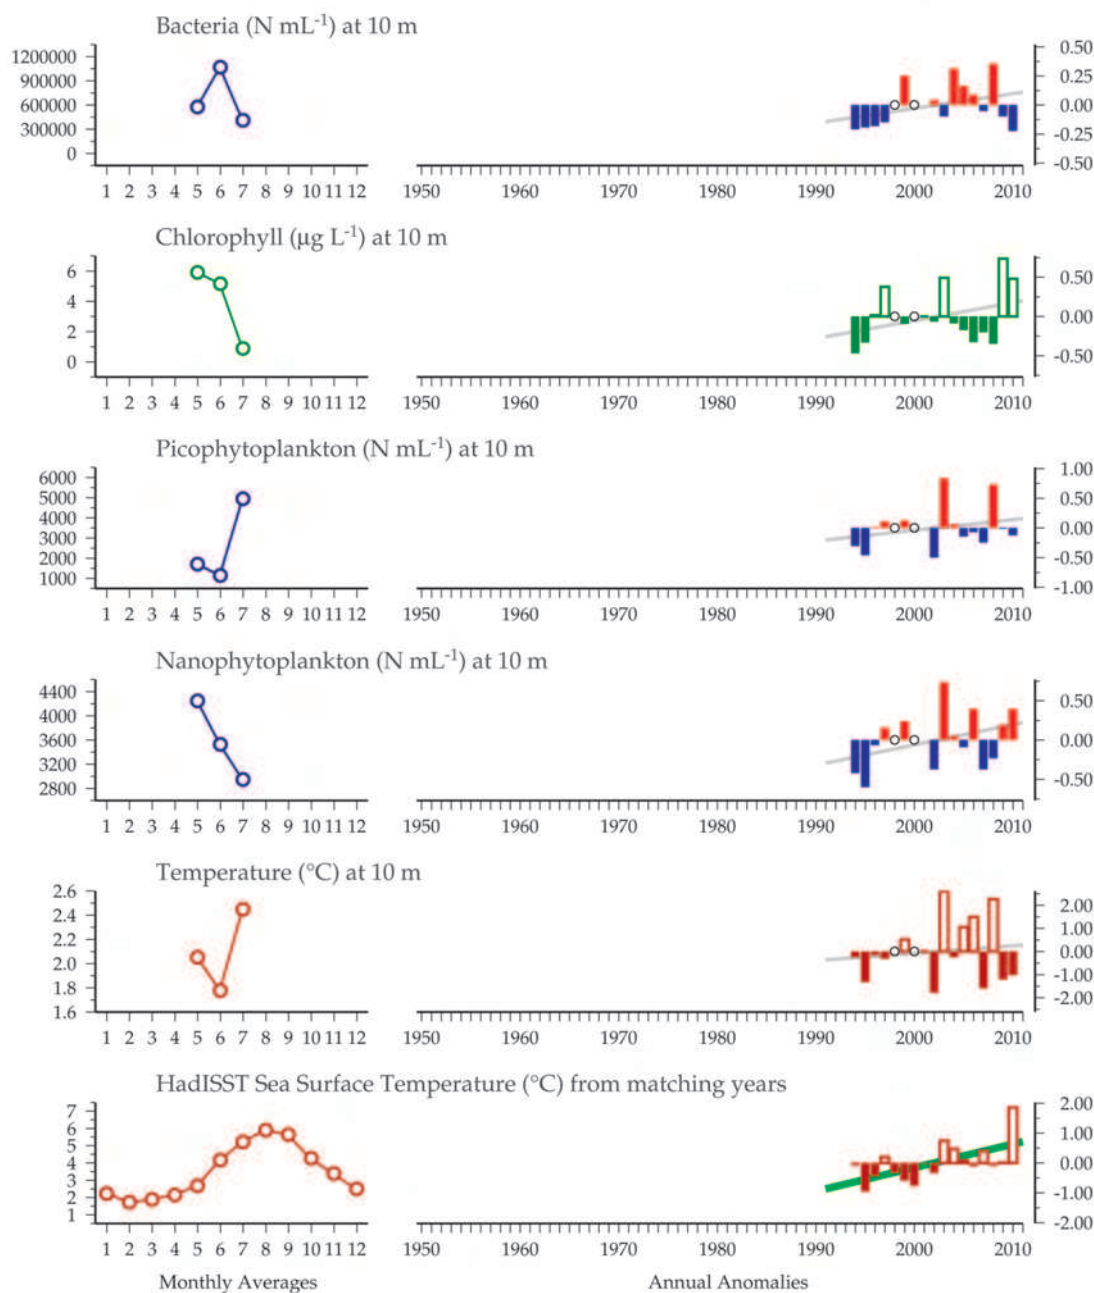 Bacteria (N mL-1) at 10 m
1200000
900000
600000
300000
0
0.50
0.25
0.00
-0.25
-0.50
1 2 3 4 5 6 7 8 9 10 11 12
1950 1960 1970 1980 1990 2000 2010
Chlorophyll (µg L-1) at 10 m
6
4
2
0
0.50
0.00
-0.50
1 2 3 4 5 6 7 8 9 10 11 12
1950 1960 1970 1980 1990 2000 2010
Picophytoplankton (N mL-1) at 10 m
6000
5000
4000
3000
2000
1000
1.00
0.50
0.00
-0.50
-1.00
1 2 3 4 5 6 7 8 9 10 11 12
1950 1960 1970 1980 1990 2000 2010
Nanophytoplankton (N mL-1) at 10 m
4400
4000
3600
3200
2800
0.50
0.00
-0.50
1 2 3 4 5 6 7 8 9 10 11 12
1950 1960 1970 1980 1990 2000 2010
Temperature (°C) at 10 m
2.6
2.4
2.2
2.0
1.8
1.6
2.00
1.00
0.00
-1.00
-2.00
1 2 3 4 5 6 7 8 9 10 11 12
1950 1960 1970 1980 1990 2000 2010
HadISST Sea Surface Temperature (°C) from matching years
7
6
5
4
3
2
1
2.00
1.00
0.00
-1.00
-2.00
1 2 3 4 5 6 7 8 9 10 11 12
1950 1960 1970 1980 1990 2000 2010
Monthly Averages
Annual Anomalies